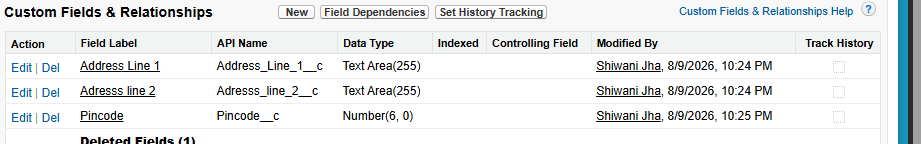 Custom Fields & Relationships New Field Dependencies Set History Tracking Custom Fields & Relationships Help ?
Action Field Label API Name Data Type Indexed Controlling Field Modified By Track History
Edit | Del Address Line 1 Address_Line_1__c Text Area(255) Shiwani Jha, 8/9/2026, 10:24 PM
Edit | Del Adresss line 2 Adresss_line_2__c Text Area(255) Shiwani Jha, 8/9/2026, 10:24 PM
Edit | Del Pincode Pincode__c Number(6, 0) Shiwani Jha, 8/9/2026, 10:25 PM
Deleted Fields (1)